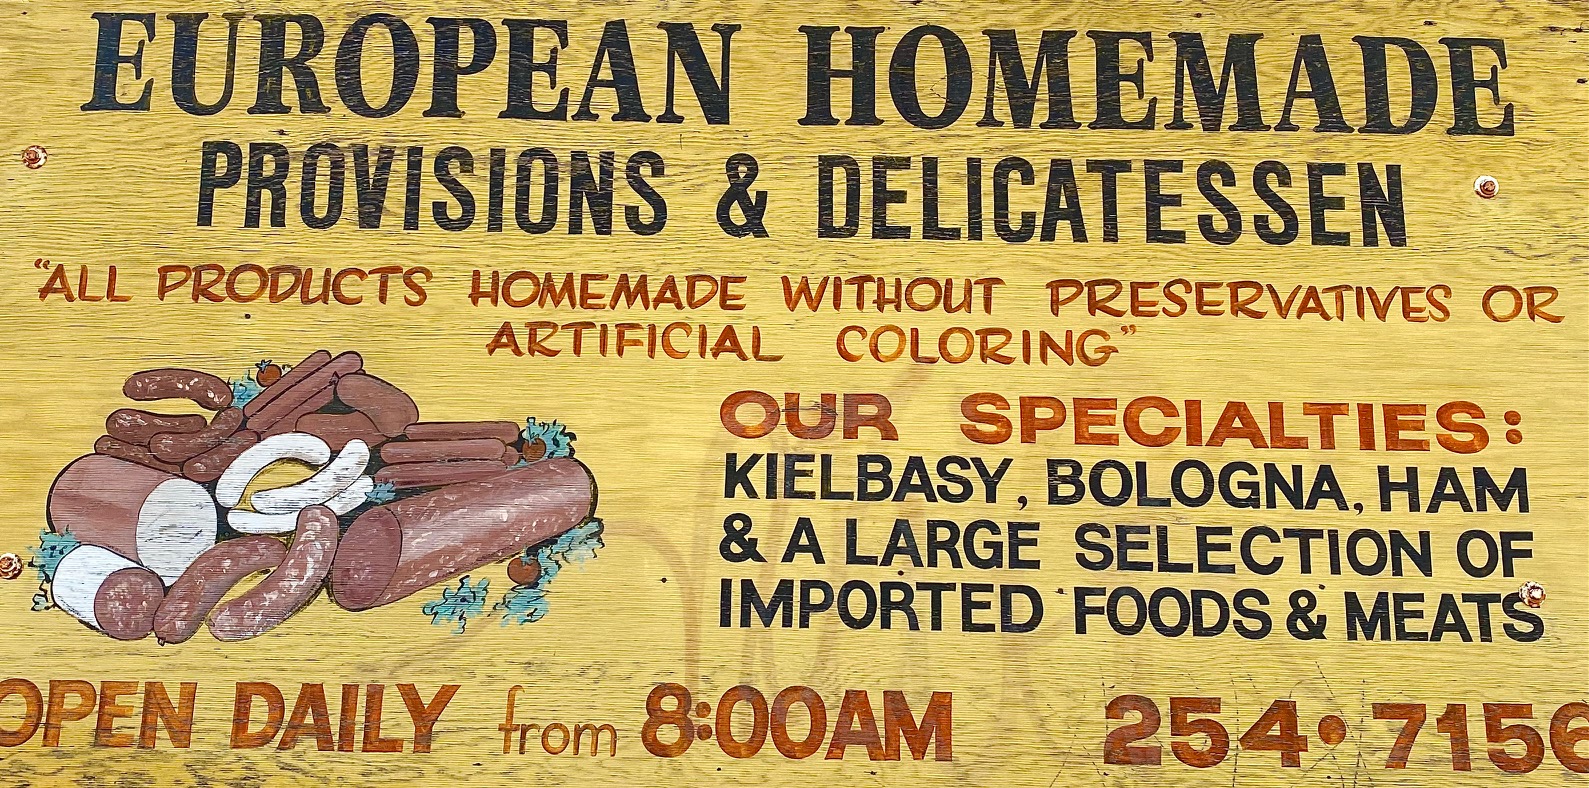 EUROPEAN HOMEMADE
PROVISIONS & DELICATESSEN
"ALL PRODUCTS HOMEMADE WITHOUT PRESERVATIVES OR
ARTIFICIAL COLORING"
OUR SPECIALTIES:
KIELBASY, BOLOGNA, HAM
& A LARGE SELECTION OF
IMPORTED FOODS & MEATS
OPEN DAILY from 8:00AM 254•7156